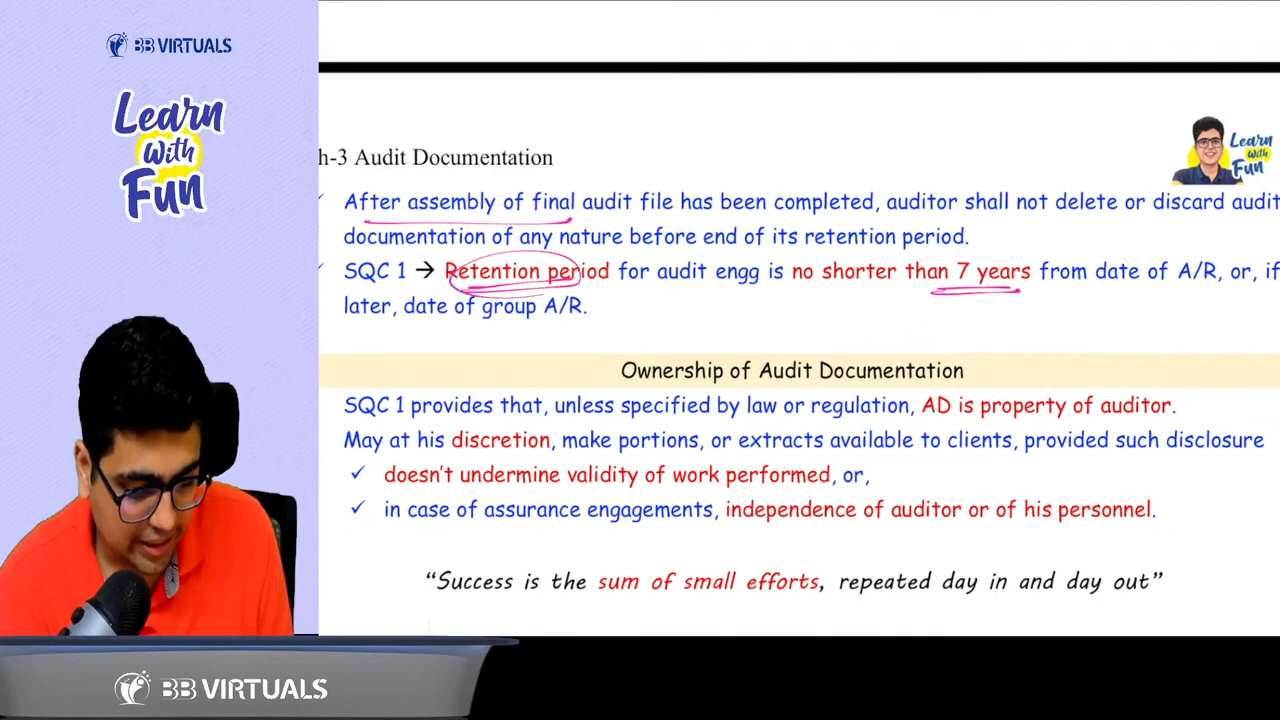 BB VIRTUALS
Learn
With
Fun
Learn
With
Fun
h-3 Audit Documentation
✓ After assembly of final audit file has been completed, auditor shall not delete or discard audit
documentation of any nature before end of its retention period.
✓ SQC 1 → Retention period for audit engg is no shorter than 7 years from date of A/R, or, if
later, date of group A/R.
Ownership of Audit Documentation
SQC 1 provides that, unless specified by law or regulation, AD is property of auditor.
May at his discretion, make portions, or extracts available to clients, provided such disclosure
✓ doesn't undermine validity of work performed, or,
✓ in case of assurance engagements, independence of auditor or of his personnel.
“Success is the sum of small efforts, repeated day in and day out”
BB VIRTUALS